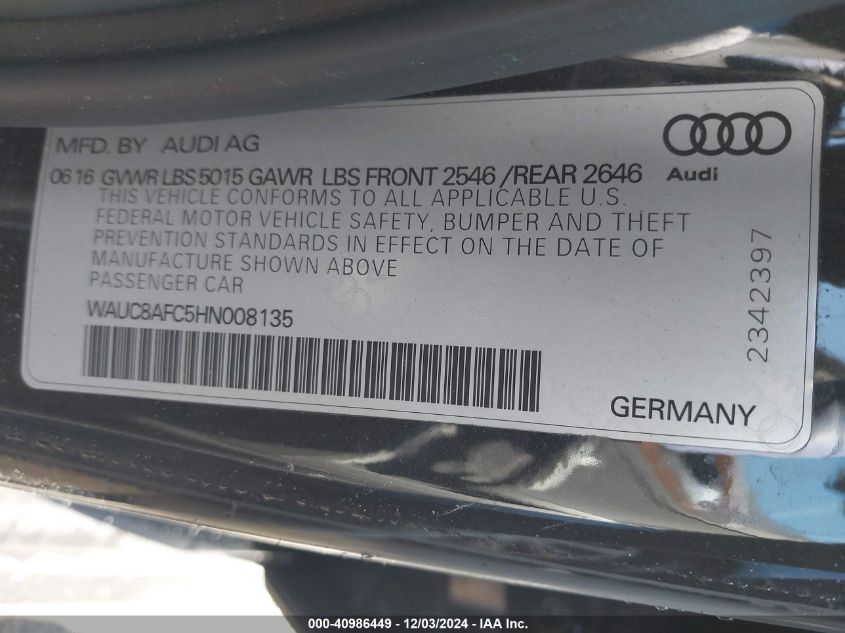 MFD. BY AUDI AG
06 16 GVWR LBS 5015 GAWR LBS FRONT 2546 /REAR 2646
Audi
THIS VEHICLE CONFORMS TO ALL APPLICABLE U.S.
FEDERAL MOTOR VEHICLE SAFETY, BUMPER AND THEFT
PREVENTION STANDARDS IN EFFECT ON THE DATE OF
MANUFACTURE SHOWN ABOVE
PASSENGER CAR
WAUC8AFC5HN008135
2342397
GERMANY
000-40986449 - 12/03/2024 - IAA Inc.